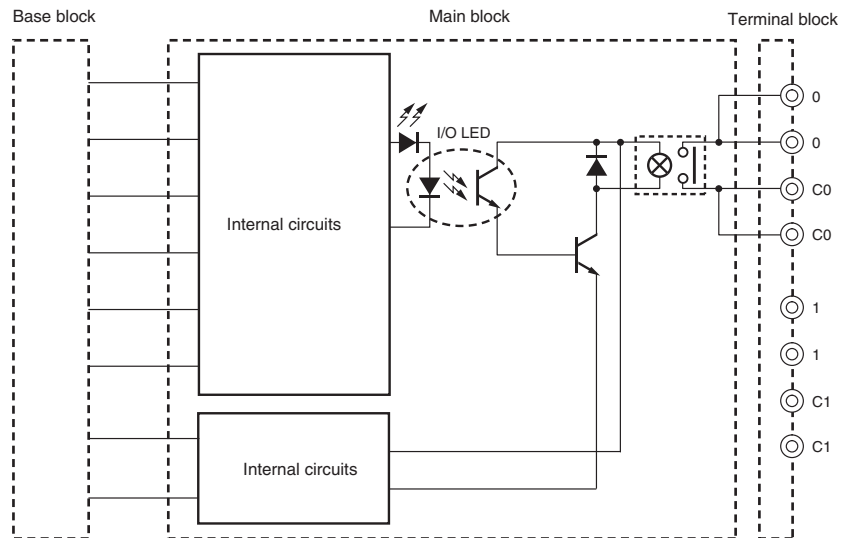 Base block
Main block
Terminal block
I/O LED
Internal circuits
Internal circuits
0
0
C0
C0
1
1
C1
C1